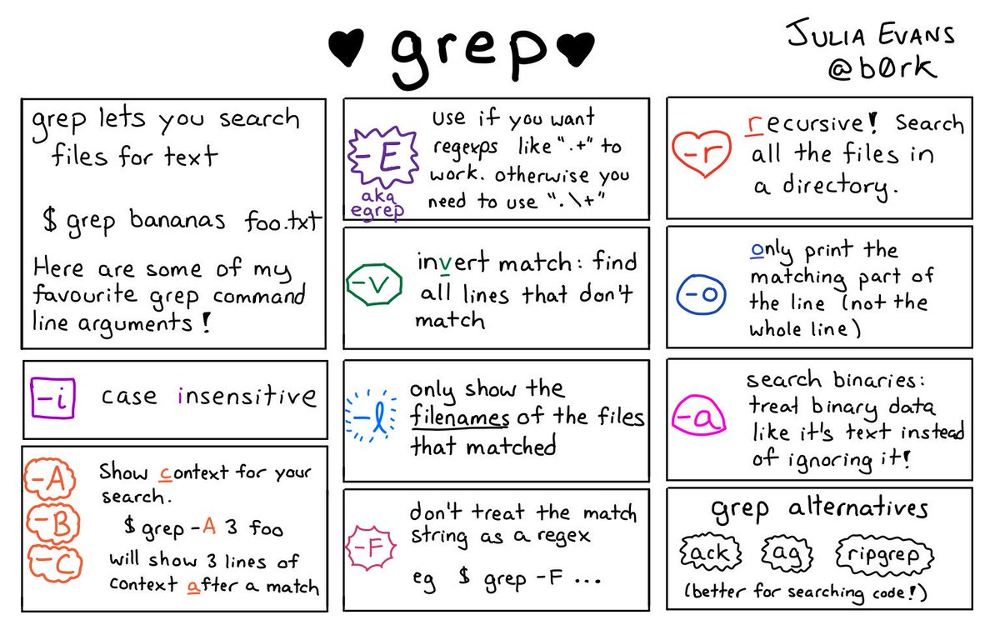 ♥ grep ♥
JULIA EVANS
@b0rk
grep lets you search
files for text
$ grep bananas foo.txt
Here are some of my
favourite grep command
line arguments!
-E
aka
egrep
use if you want
regexps like ".+" to
work. otherwise you
need to use ".\+"
-r
recursive! Search
all the files in
a directory.
-v
invert match: find
all lines that don't
match
-o
only print the
matching part of
the line (not the
whole line)
-i
case insensitive
-l
only show the
filenames of the files
that matched
-a
search binaries:
treat binary data
like it's text instead
of ignoring it!
-A
-B
-C
Show context for your
search.
$ grep -A 3 foo
will show 3 lines of
context after a match
-F
don't treat the match
string as a regex
eg $ grep -F ...
grep alternatives
ack ag ripgrep
(better for searching code!)